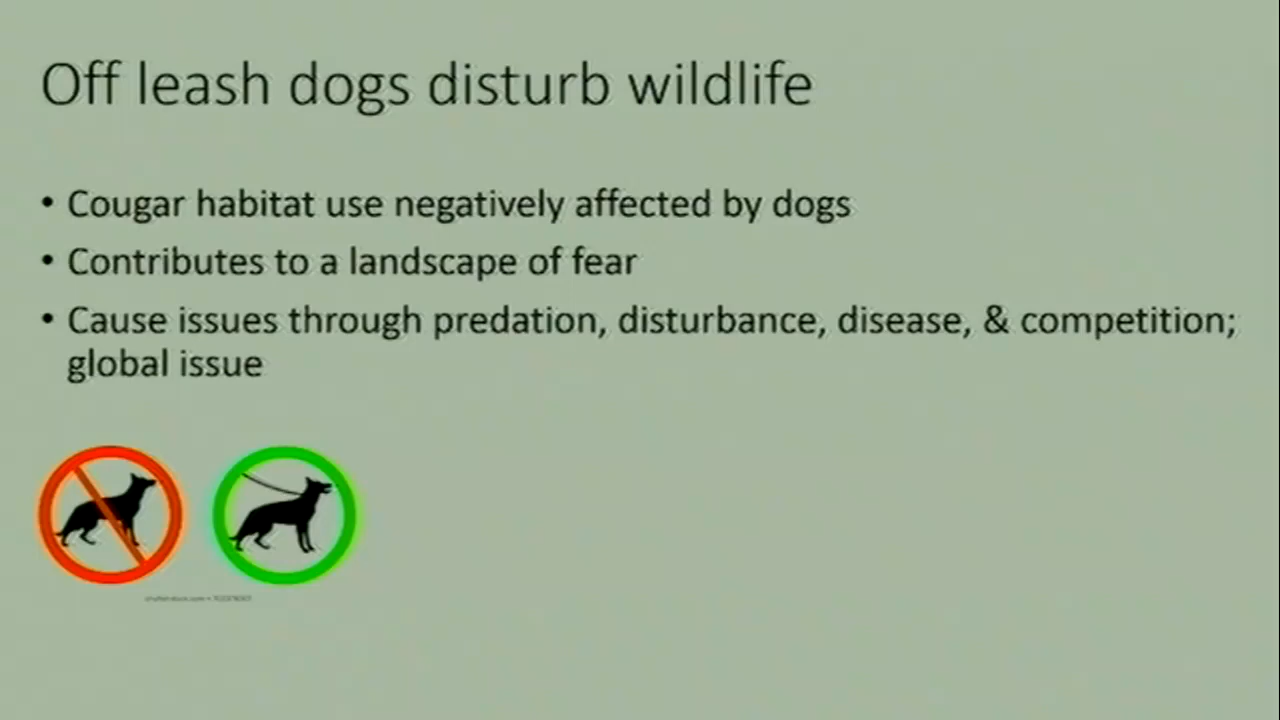 Off leash dogs disturb wildlife
• Cougar habitat use negatively affected by dogs
• Contributes to a landscape of fear
• Cause issues through predation, disturbance, disease, & competition;
global issue